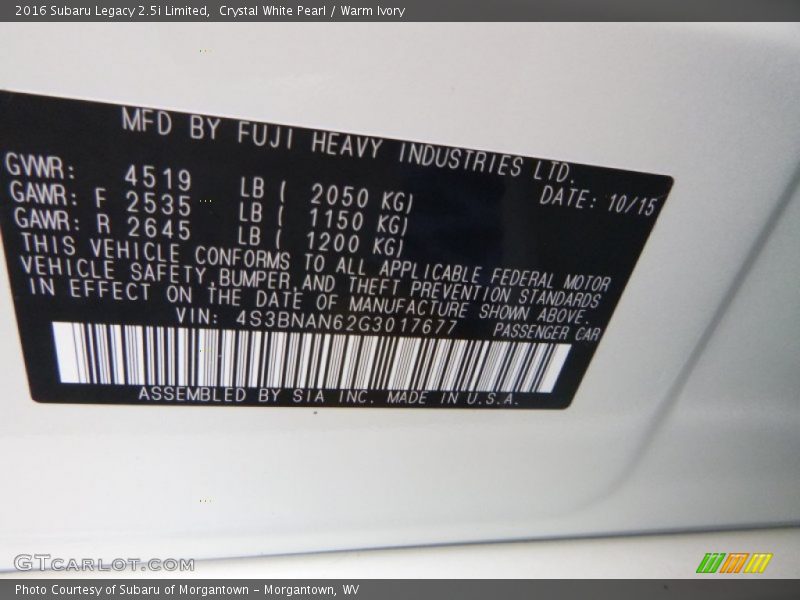 2016 Subaru Legacy 2.5i Limited,  Crystal White Pearl / Warm Ivory
MFD BY FUJI HEAVY INDUSTRIES LTD.
GVWR: 4519 LB ( 2050 KG) DATE: 10/15
GAWR: F 2535 LB ( 1150 KG)
GAWR: R 2645 LB ( 1200 KG)
THIS VEHICLE CONFORMS TO ALL APPLICABLE FEDERAL MOTOR
VEHICLE SAFETY,BUMPER,AND THEFT PREVENTION STANDARDS
IN EFFECT ON THE DATE OF MANUFACTURE SHOWN ABOVE.
VIN: 4S3BNAN62G3017677 PASSENGER CAR
ASSEMBLED BY SIA INC. MADE IN U.S.A.
GTCARLOT.COM
Photo Courtesy of Subaru of Morgantown - Morgantown, WV